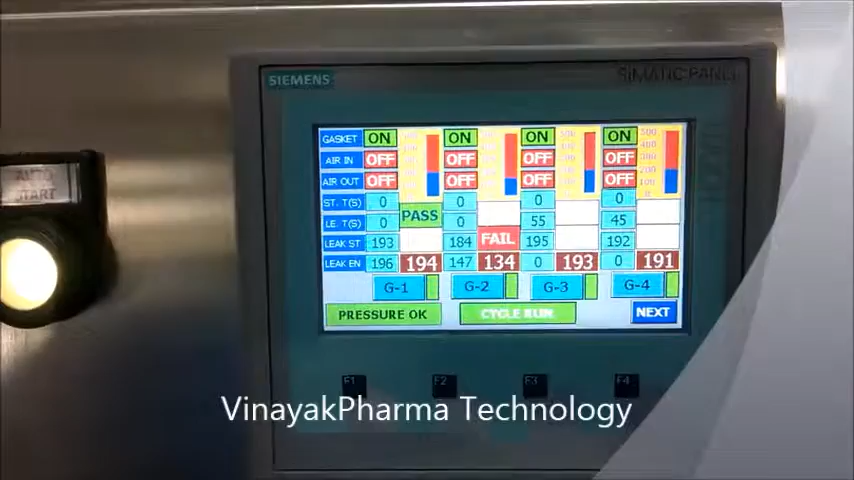 SIEMENS
SIMATIC PANEL
AUTO
START
GASKET ON ON ON ON
AIR IN OFF OFF OFF OFF
AIR OUT OFF OFF OFF OFF
ST. T(S) 0 0 0 0
PASS
LE. T(S) 0 0 55 45
LEAK ST 193 184 FAIL 195 192
LEAK EN 196 194 147 134 0 193 0 191
G-1 G-2 G-3 G-4
PRESSURE OK CYCLE RUN NEXT
F1 F2 F3 F4
VinayakPharma Technology